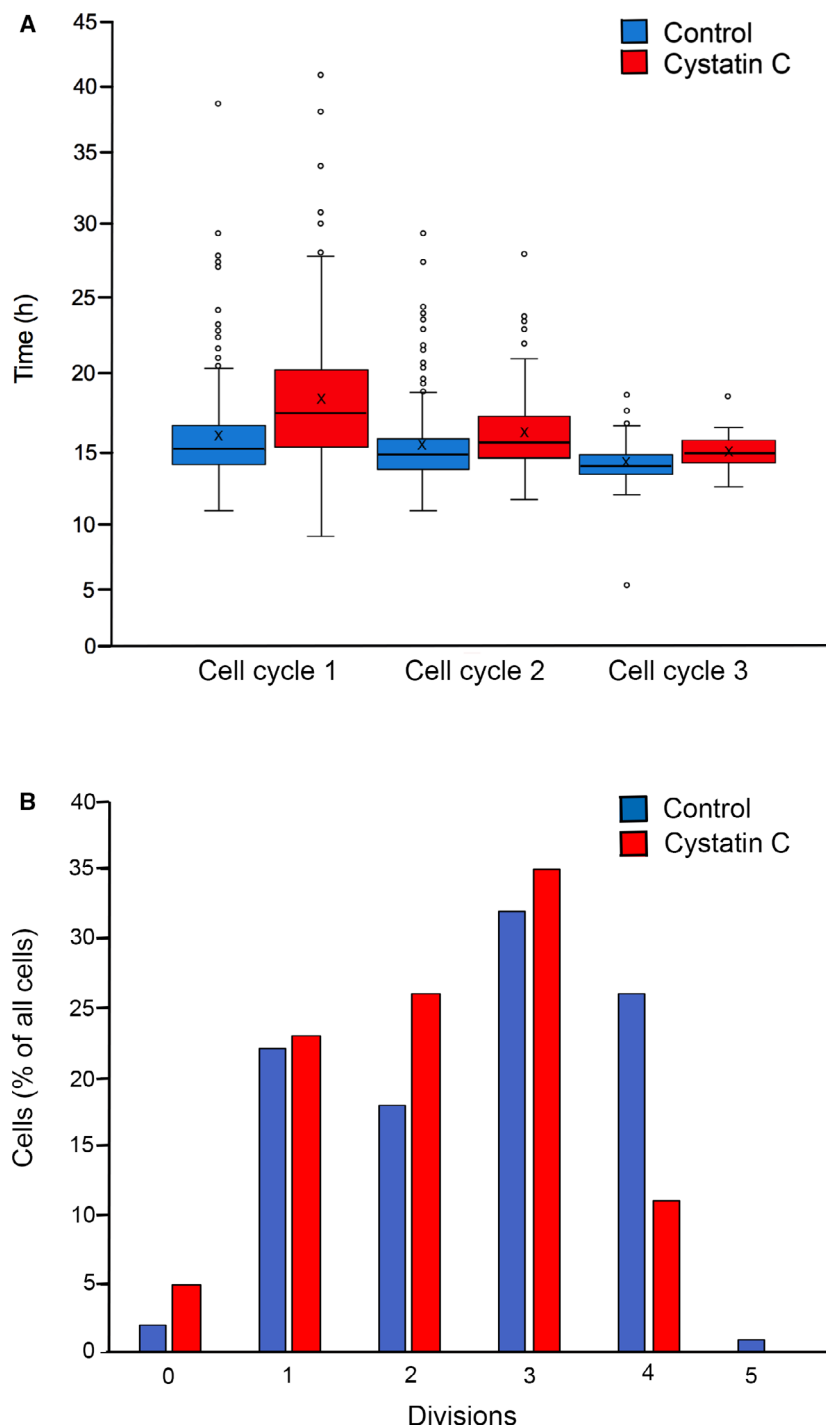 A
Control
Cystatin C
45
40
35
30
25
20
15
10
5
0
Time (h)
X
X
X
X
X
X
Cell cycle 1
Cell cycle 2
Cell cycle 3
B
Control
Cystatin C
40
35
30
25
20
15
10
5
0
Cells (% of all cells)
0 1 2 3 4 5
Divisions